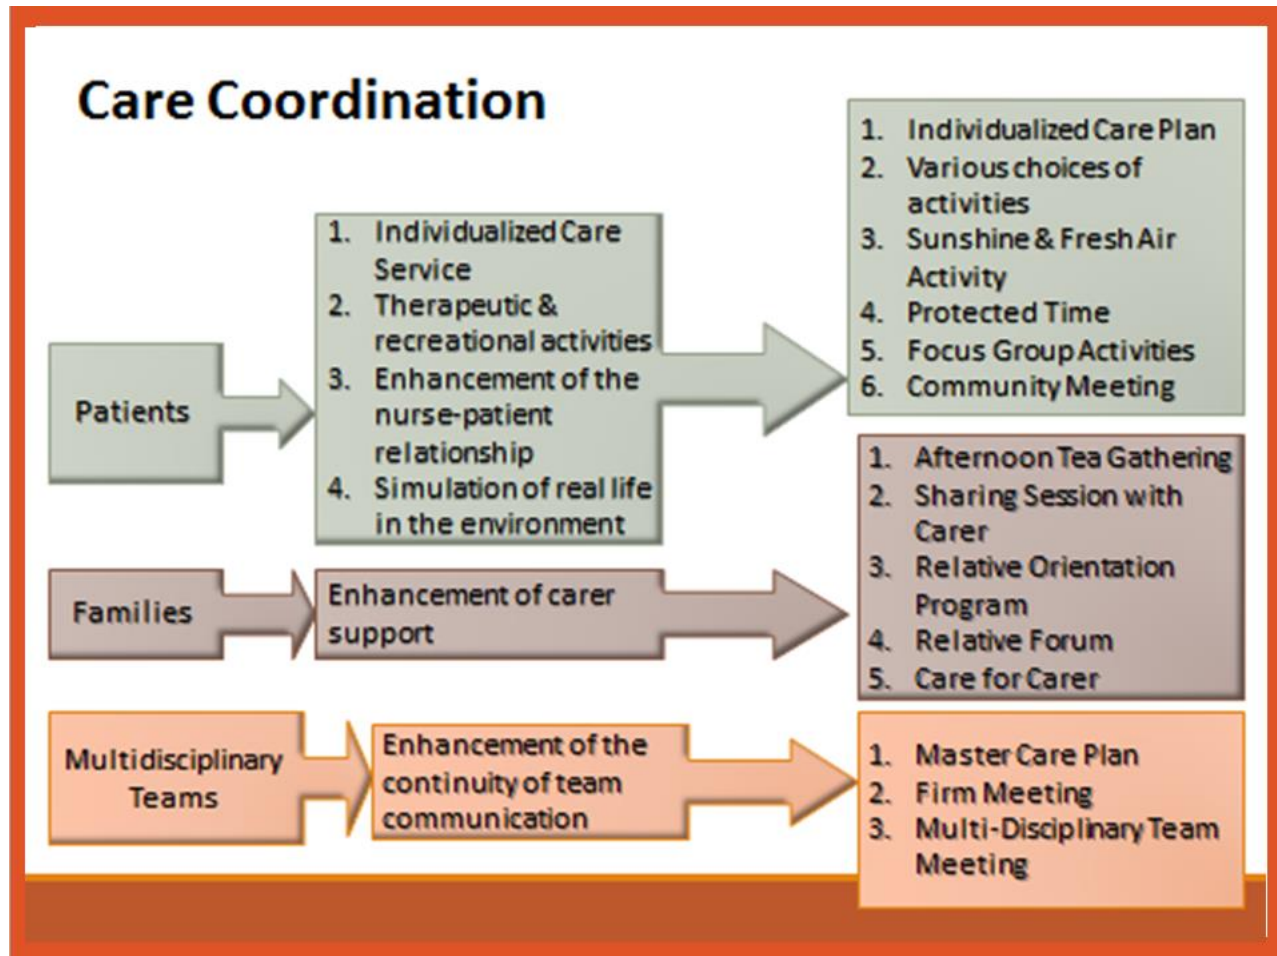 Care Coordination
Patients
1. Individualized Care
Service
2. Therapeutic &
recreational activities
3. Enhancement of the
nurse-patient
relationship
4. Simulation of real life
in the environment
1. Individualized Care Plan
2. Various choices of
activities
3. Sunshine & Fresh Air
Activity
4. Protected Time
5. Focus Group Activities
6. Community Meeting
Families
Enhancement of carer
support
1. Afternoon Tea Gathering
2. Sharing Session with
Carer
3. Relative Orientation
Program
4. Relative Forum
5. Care for Carer
Multidisciplinary
Teams
Enhancement of the
continuity of team
communication
1. Master Care Plan
2. Firm Meeting
3. Multi-Disciplinary Team
Meeting